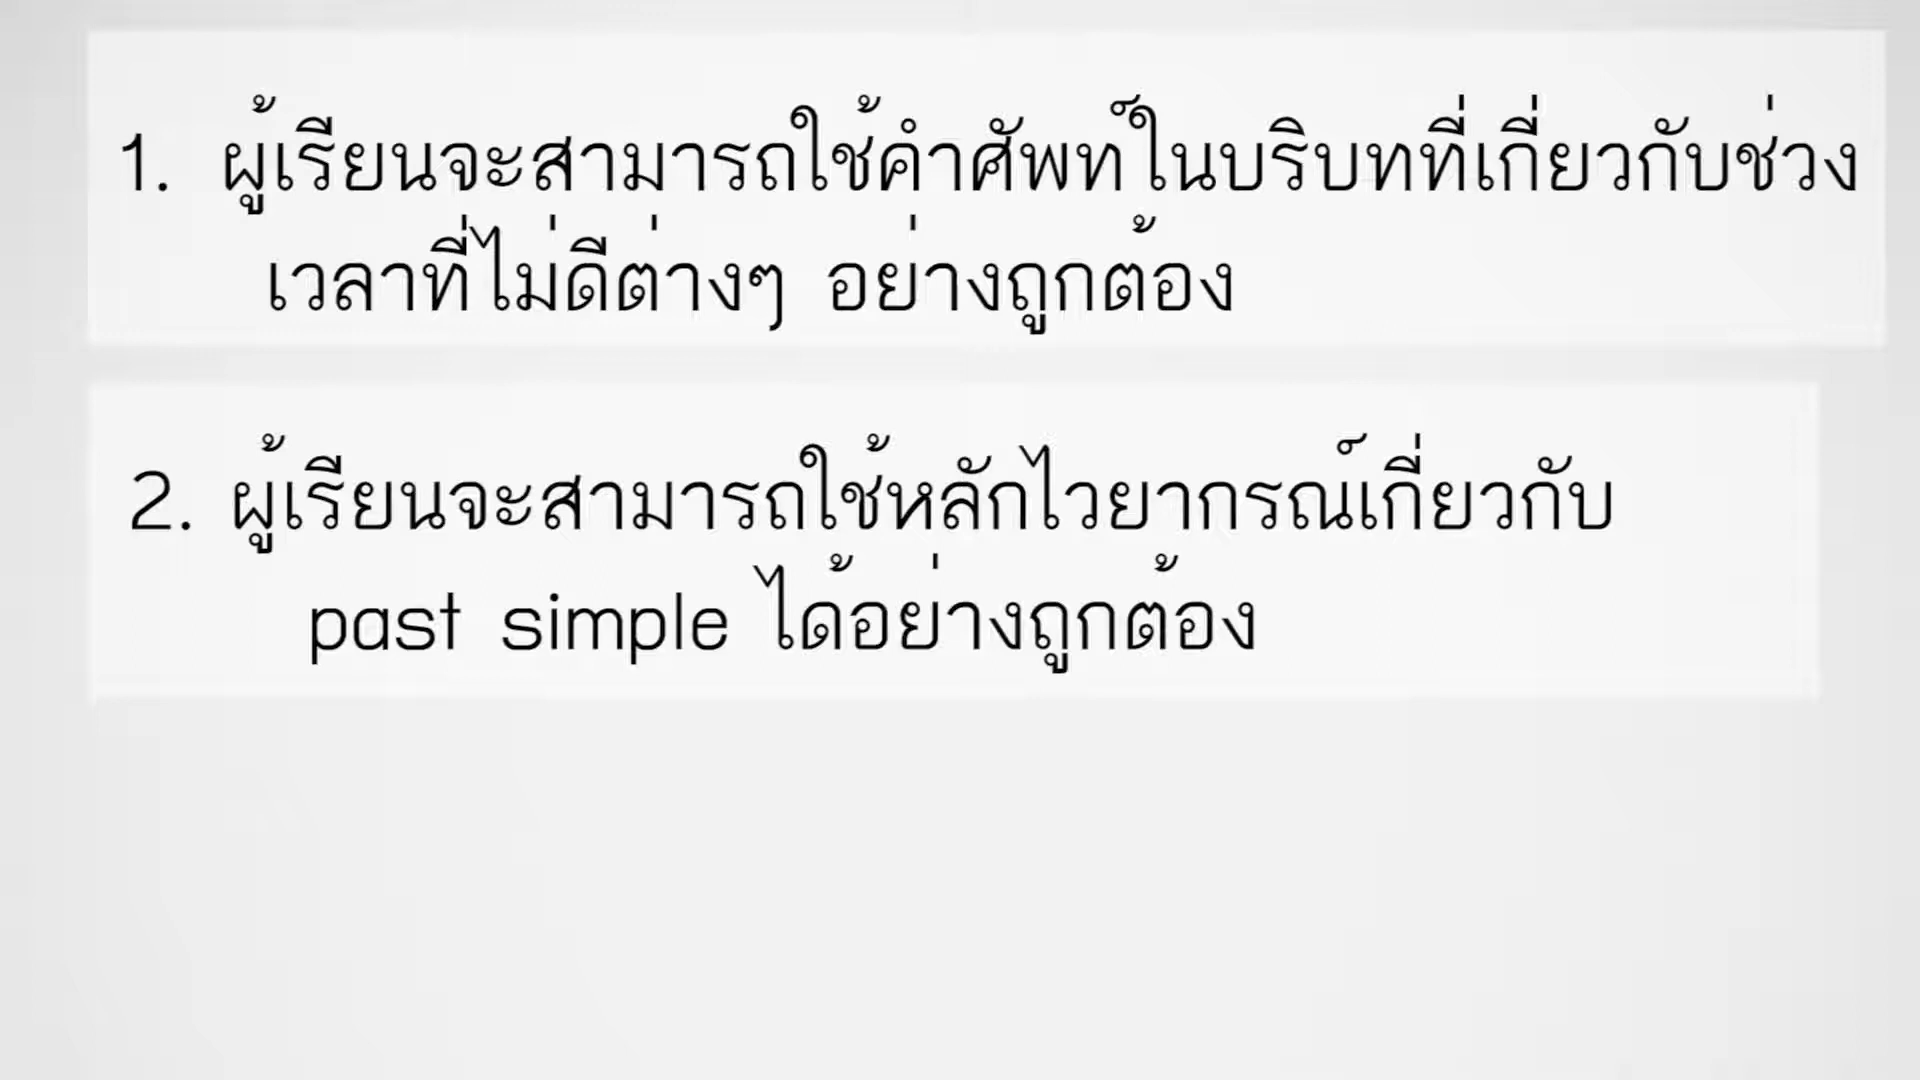 1. ผู้เรียนจะสามารถใช้คำศัพท์ในบริบทที่เกี่ยวกับช่วง
เวลาที่ไม่ดีต่างๆ อย่างถูกต้อง
2. ผู้เรียนจะสามารถใช้หลักไวยากรณ์เกี่ยวกับ
past simple ได้อย่างถูกต้อง